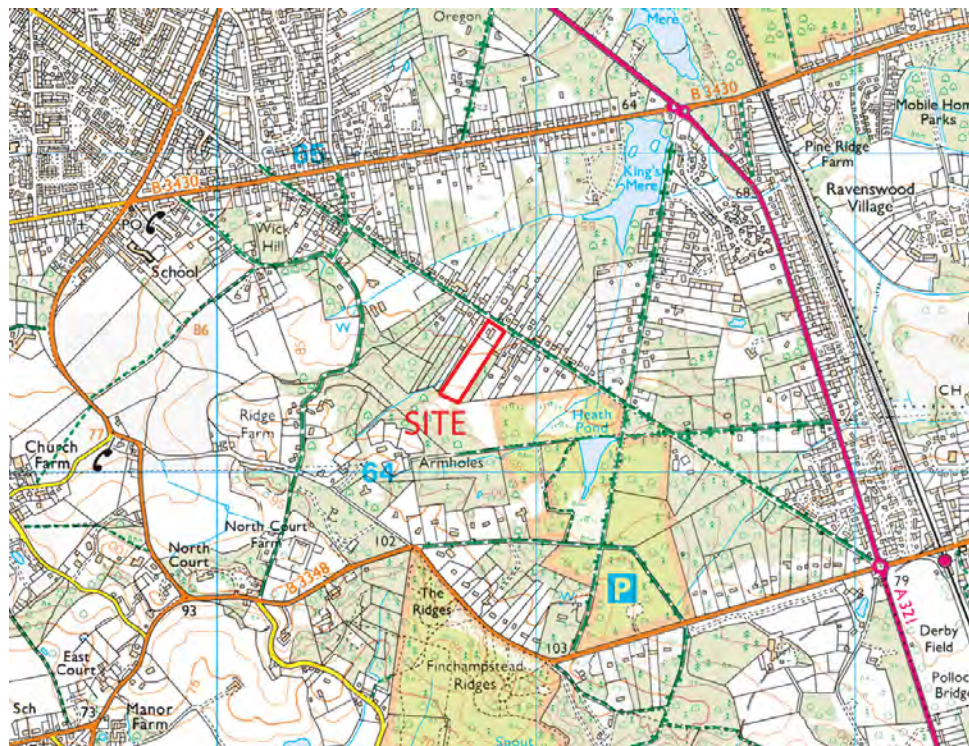 Oregon
Mere
B 3430
64
Mobile Hom
Parks
Pine Ridge
Farm
65
King's
Mere
68
Ravenswood
Village
B 3430
PO
Wick
Hill
School
86
W
85
SITE
CH
Ridge
Farm
Heath
Pond
77
Church
Farm
64
Armholes
North Court
Farm
102
North
Court
B 3348
The
Ridges
P
W
79
A 321
93
103
Derby
Field
East
Court
Finchampstead
Ridges
76
Polloc
Bridge
Sch
73
Manor
Farm
Spout